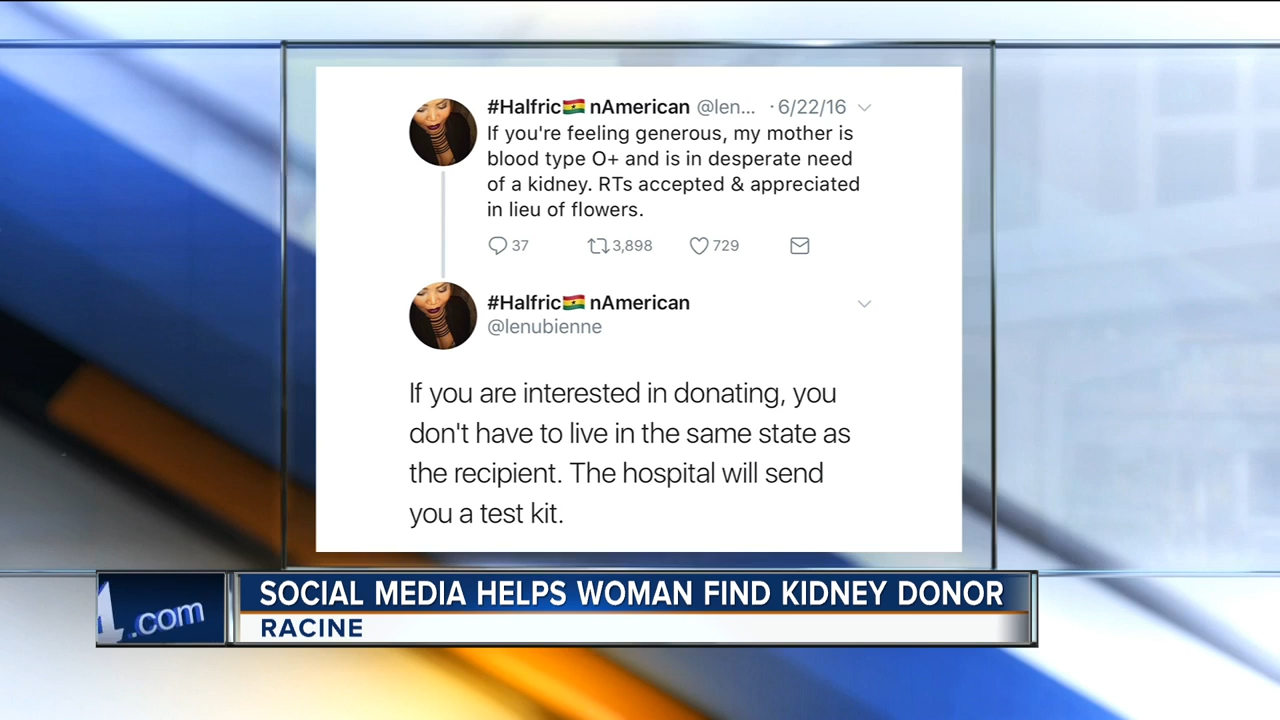 #Halfric🇬🇭nAmerican @len... · 6/22/16
If you're feeling generous, my mother is
blood type O+ and is in desperate need
of a kidney. RTs accepted & appreciated
in lieu of flowers.
37 3,898 729
#Halfric🇬🇭nAmerican
@lenubienne
If you are interested in donating, you
don't have to live in the same state as
the recipient. The hospital will send
you a test kit.
SOCIAL MEDIA HELPS WOMAN FIND KIDNEY DONOR
4.com
RACINE